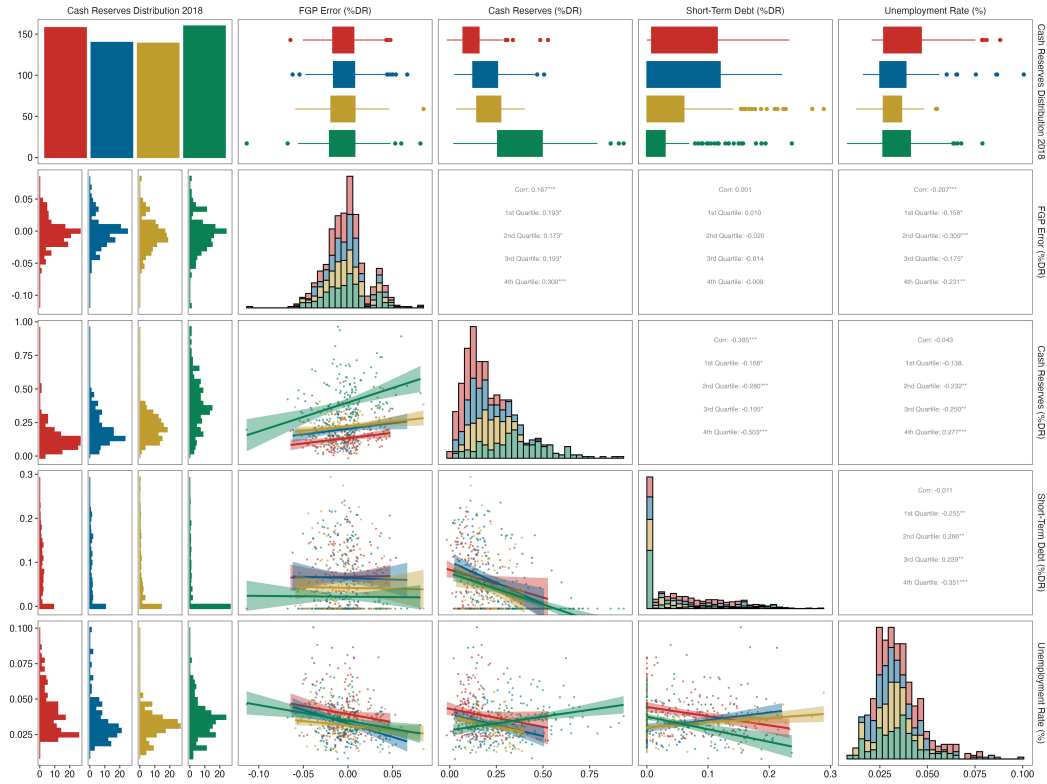 Cash Reserves Distribution 2018
FGP Error (%DR)
Cash Reserves (%DR)
Short-Term Debt (%DR)
Unemployment Rate (%)
150
100
50
0
Cash Reserves Distribution 2018
0.05
0.00
-0.05
-0.10
Corr: 0.167***
1st Quartile: 0.193*
2nd Quartile: 0.173*
3rd Quartile: 0.193*
4th Quartile: 0.300***
Corr: 0.001
1st Quartile: 0.010
2nd Quartile: -0.020
3rd Quartile: -0.014
4th Quartile: -0.009
Corr: -0.207***
1st Quartile: -0.158*
2nd Quartile: -0.309***
3rd Quartile: -0.175*
4th Quartile: -0.231**
FGP Error (%DR)
1.00
0.75
0.50
0.25
0.00
Corr: -0.385***
1st Quartile: -0.168*
2nd Quartile: -0.280***
3rd Quartile: -0.195*
4th Quartile: -0.503***
Corr: -0.043
1st Quartile: -0.138.
2nd Quartile: -0.232**
3rd Quartile: -0.250**
4th Quartile: 0.277***
Cash Reserves (%DR)
0.3
0.2
0.1
0.0
Corr: -0.011
1st Quartile: -0.255**
2nd Quartile: 0.266**
3rd Quartile: 0.239**
4th Quartile: -0.351***
Short-Term Debt (%DR)
0.100
0.075
0.050
0.025
Unemployment Rate (%)
0 10 20 0 10 20 0 10 20 0 10 20
-0.10 -0.05 0.00 0.05
0.00 0.25 0.50 0.75
0.0 0.1 0.2 0.3
0.025 0.050 0.075 0.100